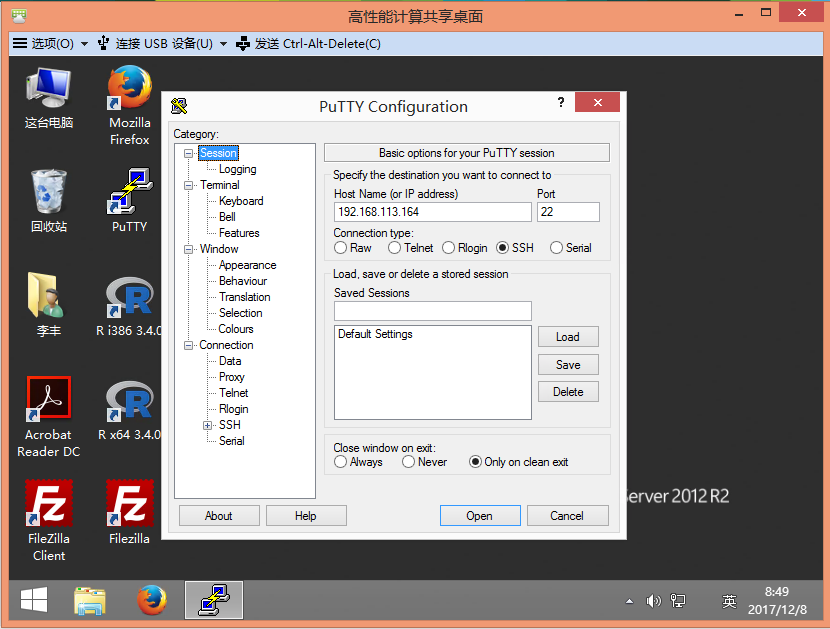 高性能计算共享桌面
选项(O) 连接 USB 设备(U) 发送 Ctrl-Alt-Delete(C)
这台电脑
Mozilla
Firefox
回收站
PuTTY
李丰
R i386 3.4.0
Acrobat
Reader DC
R x64 3.4.0
FileZilla
Client
Filezilla
PuTTY Configuration
?
Category:
Session
Logging
Terminal
Keyboard
Bell
Features
Window
Appearance
Behaviour
Translation
Selection
Colours
Connection
Data
Proxy
Telnet
Rlogin
SSH
Serial
Basic options for your PuTTY session
Specify the destination you want to connect to
Host Name (or IP address) Port
192.168.113.164 22
Connection type:
Raw Telnet Rlogin SSH Serial
Load, save or delete a stored session
Saved Sessions
Default Settings
Load
Save
Delete
Close window on exit:
Always Never Only on clean exit
About Help Open Cancel
Server 2012 R2
英
8:49
2017/12/8